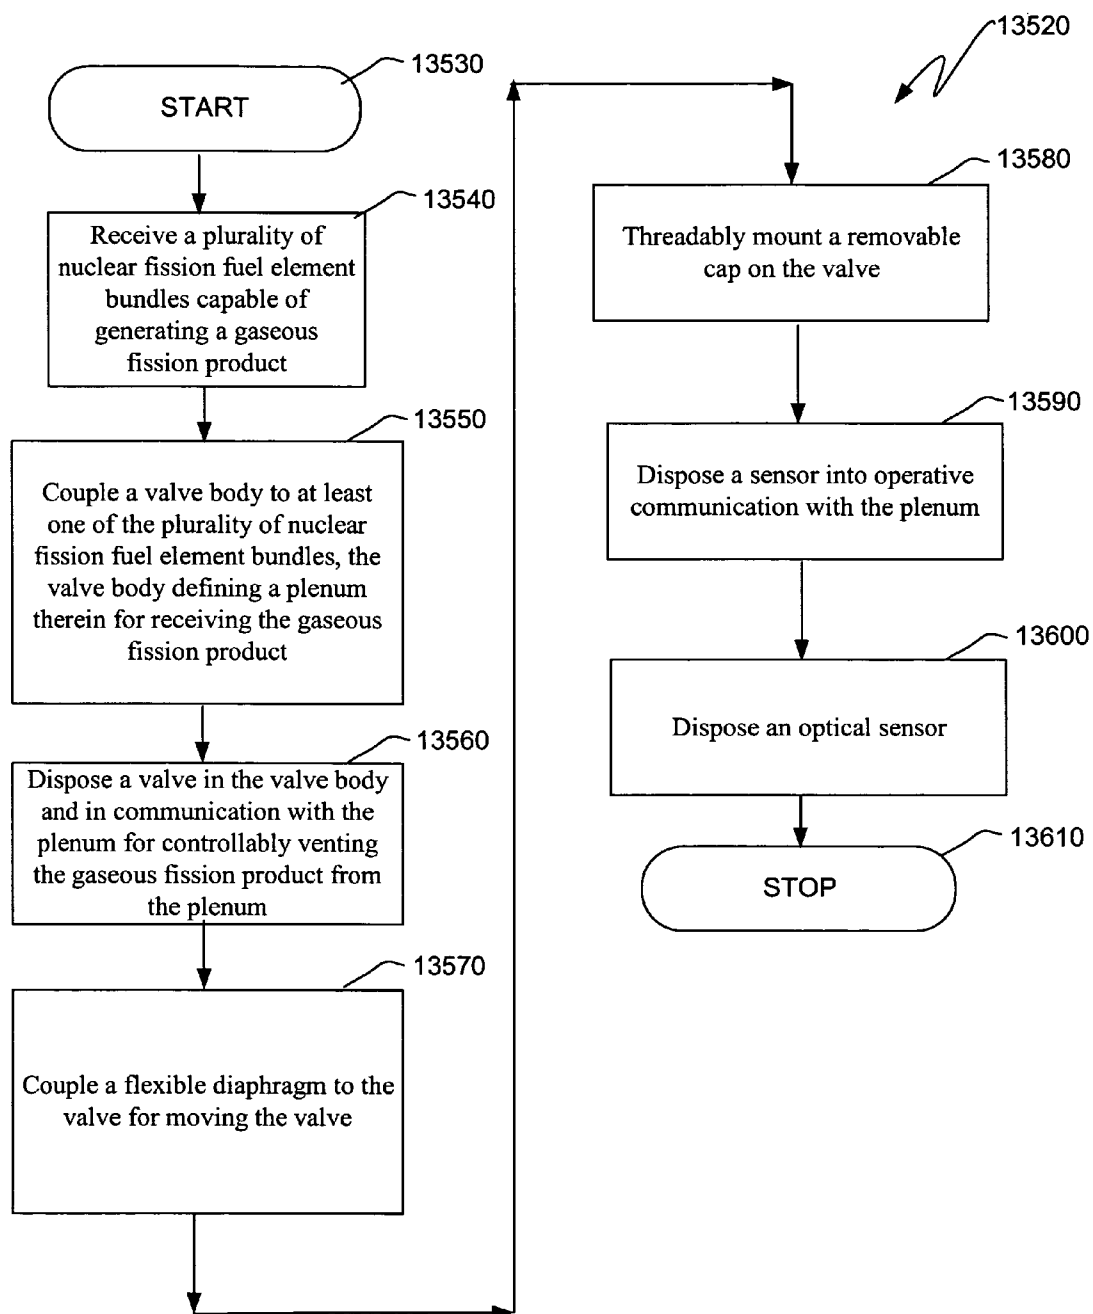 13520
13530
START
13540
Receive a plurality of
nuclear fission fuel element
bundles capable of
generating a gaseous
fission product
13550
Couple a valve body to at least
one of the plurality of nuclear
fission fuel element bundles, the
valve body defining a plenum
therein for receiving the gaseous
fission product
13560
Dispose a valve in the valve body
and in communication with the
plenum for controllably venting
the gaseous fission product from
the plenum
13570
Couple a flexible diaphragm to the
valve for moving the valve
13580
Threadably mount a removable
cap on the valve
13590
Dispose a sensor into operative
communication with the plenum
13600
Dispose an optical sensor
13610
STOP